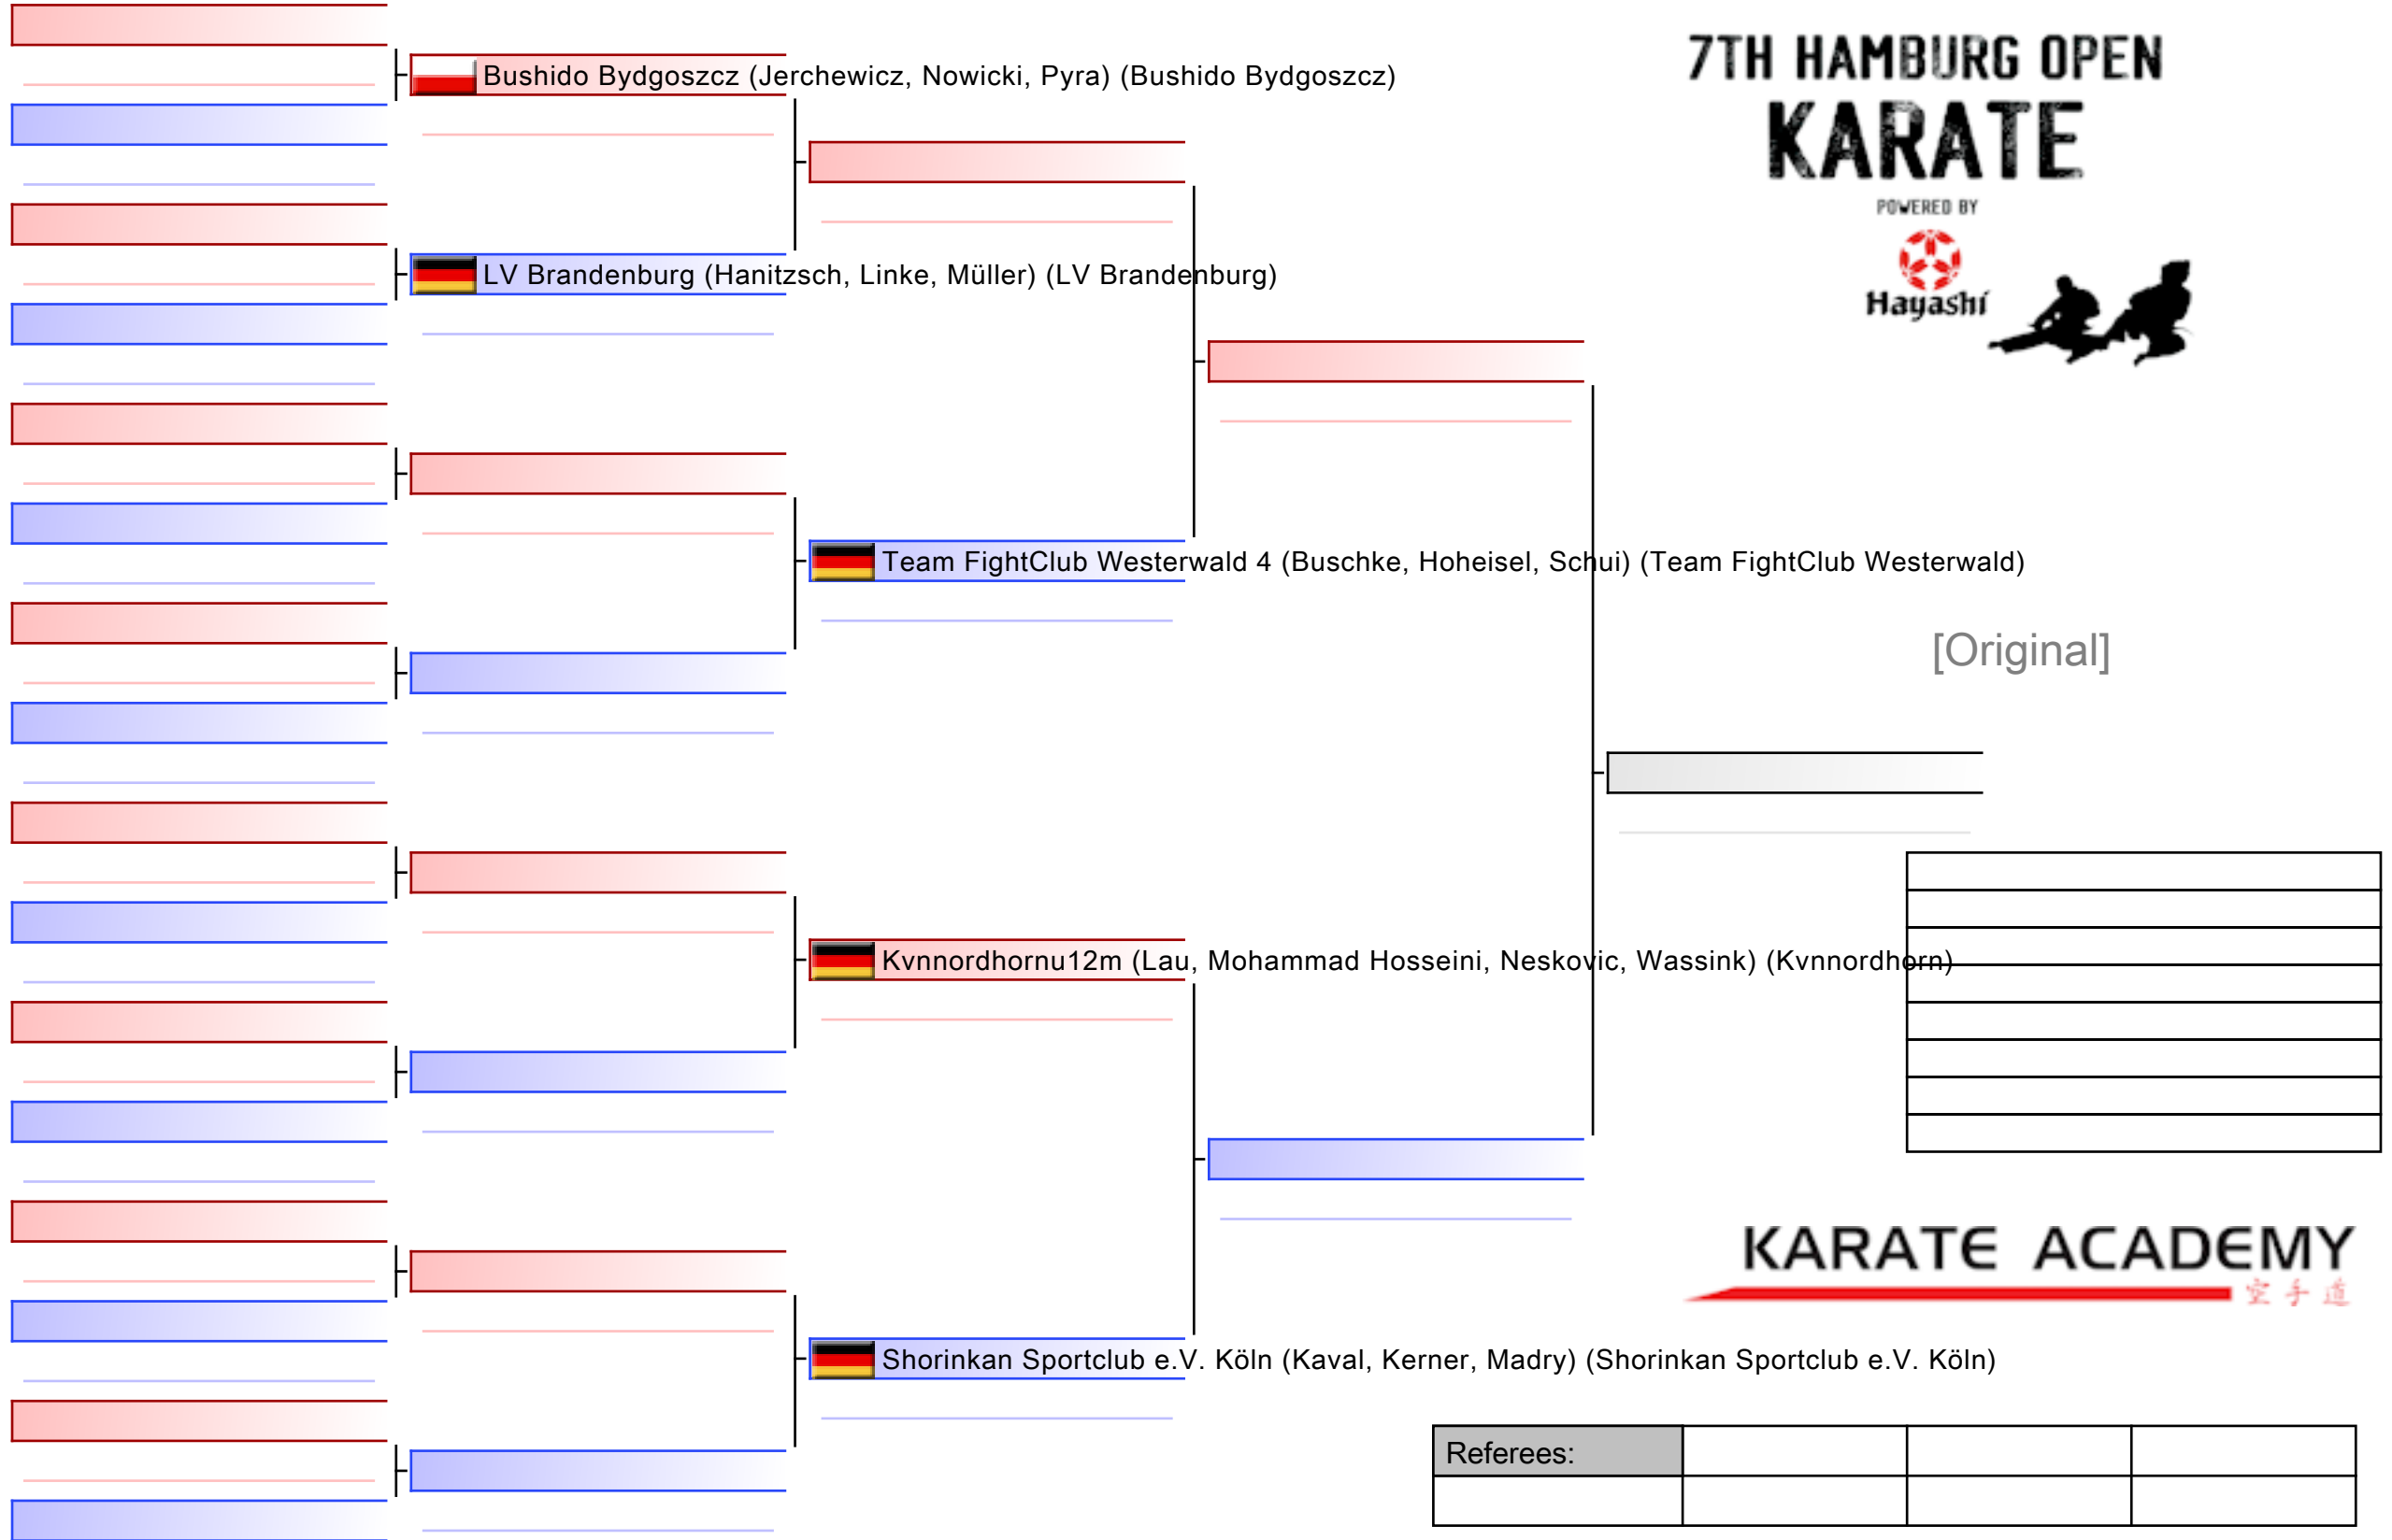 7TH HAMBURG OPEN
KARATE
POWERED BY
Hayashi
Bushido Bydgoszcz (Jerchewicz, Nowicki, Pyra) (Bushido Bydgoszcz)
LV Brandenburg (Hanitzsch, Linke, Müller) (LV Brandenburg)
Team FightClub Westerwald 4 (Buschke, Hoheisel, Schui) (Team FightClub Westerwald)
[Original]
Kvnnordhornu12m (Lau, Mohammad Hosseini, Neskovic, Wassink) (Kvnnordhorn)
KARATE ACADEMY
空手道
Shorinkan Sportclub e.V. Köln (Kaval, Kerner, Madry) (Shorinkan Sportclub e.V. Köln)
Referees: